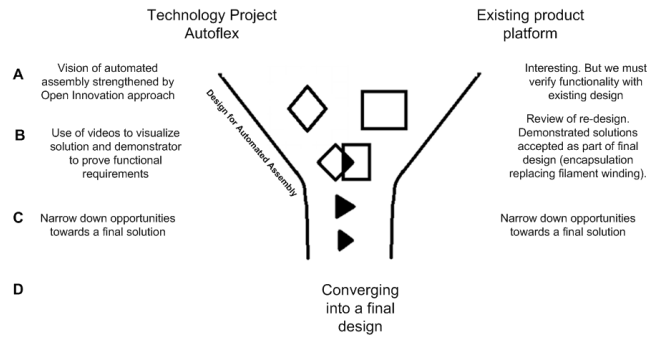 Technology Project
Autoflex
Existing product
platform
A
Vision of automated
assembly strengthened by
Open Innovation approach
Interesting. But we must
verify functionality with
existing design
Design for Automated Assembly
B
Use of videos to visualize
solution and demonstrator
to prove functional
requirements
Review of re-design.
Demonstrated solutions
accepted as part of final
design (encapsulation
replacing filament winding).
C
Narrow down opportunities
towards a final solution
Narrow down opportunities
towards a final solution
D
Converging
into a final
design